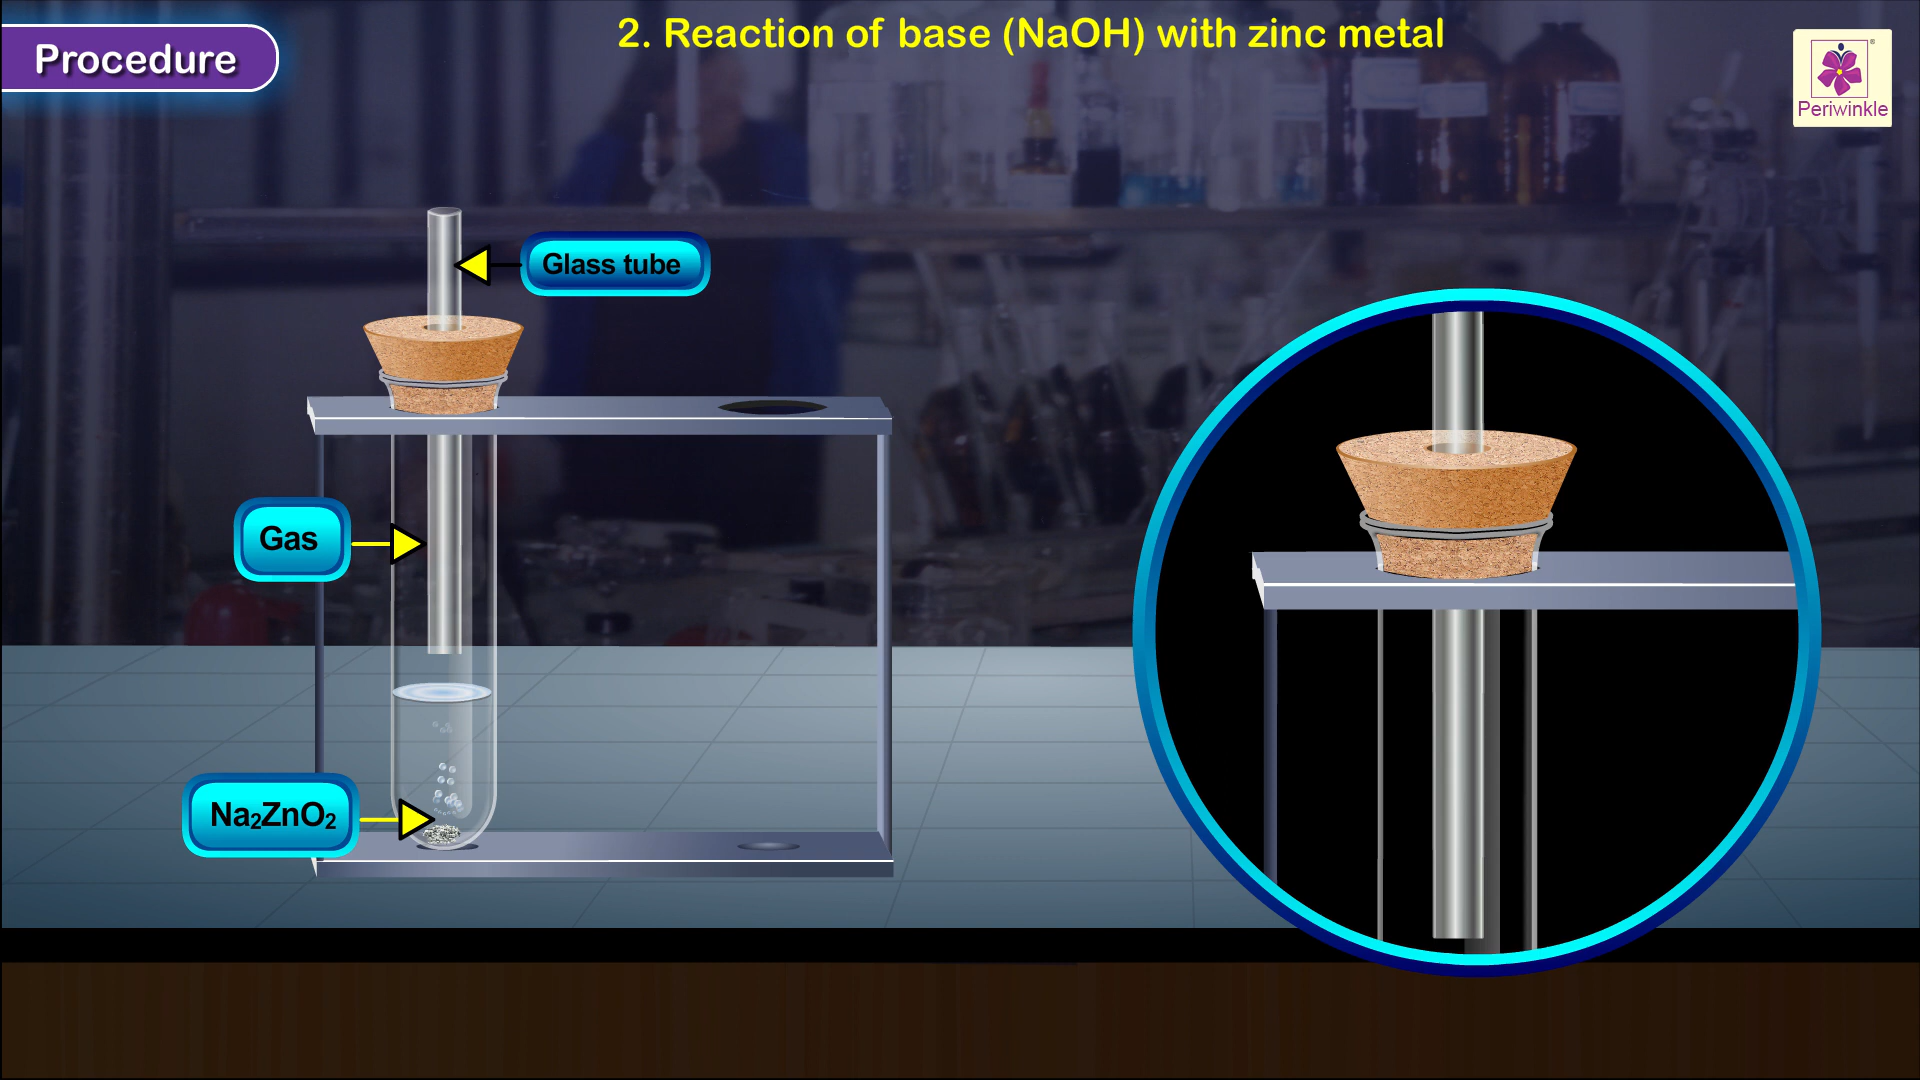 2. Reaction of base (NaOH) with zinc metal
Procedure
Periwinkle
Glass tube
Gas
Na₂ZnO₂